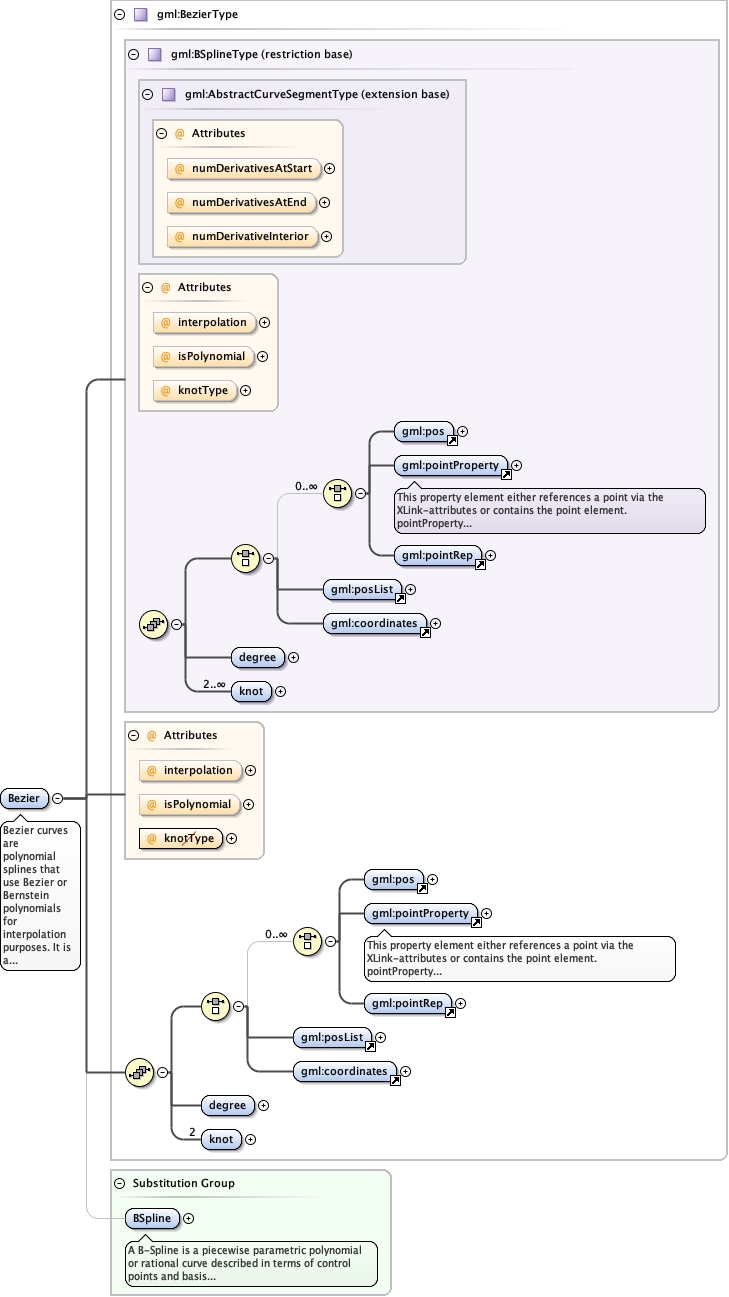 gml:BezierType
gml:BSplineType (restriction base)
gml:AbstractCurveSegmentType (extension base)
@ Attributes
@ numDerivativesAtStart
@ numDerivativesAtEnd
@ numDerivativeInterior
@ Attributes
@ interpolation
@ isPolynomial
@ knotType
gml:pos
gml:pointProperty
0..∞
This property element either references a point via the
XLink-attributes or contains the point element.
pointProperty...
gml:pointRep
gml:posList
gml:coordinates
degree
2..∞
knot
@ Attributes
@ interpolation
@ isPolynomial
@ knotType
Bezier
Bezier curves
are
polynomial
splines that
use Bezier or
Bernstein
polynomials
for
interpolation
purposes. It is
a...
gml:pos
gml:pointProperty
0..∞
This property element either references a point via the
XLink-attributes or contains the point element.
pointProperty...
gml:pointRep
gml:posList
gml:coordinates
degree
2
knot
Substitution Group
BSpline
A B-Spline is a piecewise parametric polynomial
or rational curve described in terms of control
points and basis...